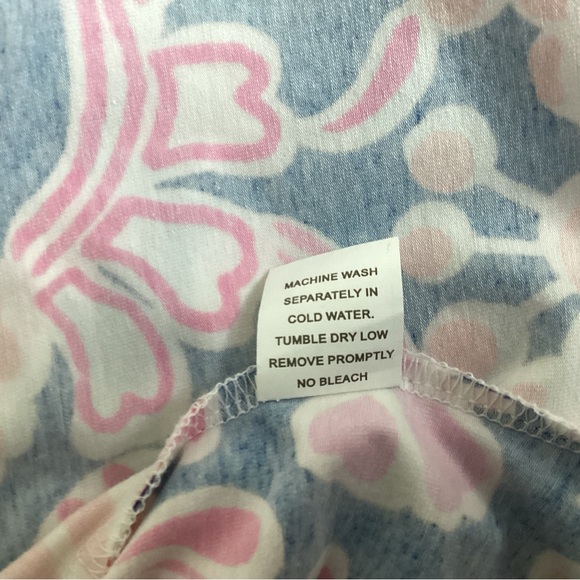 MACHINE WASH
SEPARATELY IN
COLD WATER.
TUMBLE DRY LOW
REMOVE PROMPTLY
NO BLEACH